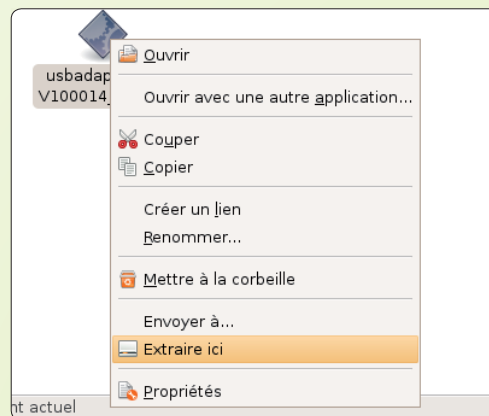 usbadap
V100014_
Ouvrir
Ouvrir avec une autre application...
Couper
Copier
Créer un lien
Renommer...
Mettre à la corbeille
Envoyer à...
Extraire ici
Propriétés
nt actuel